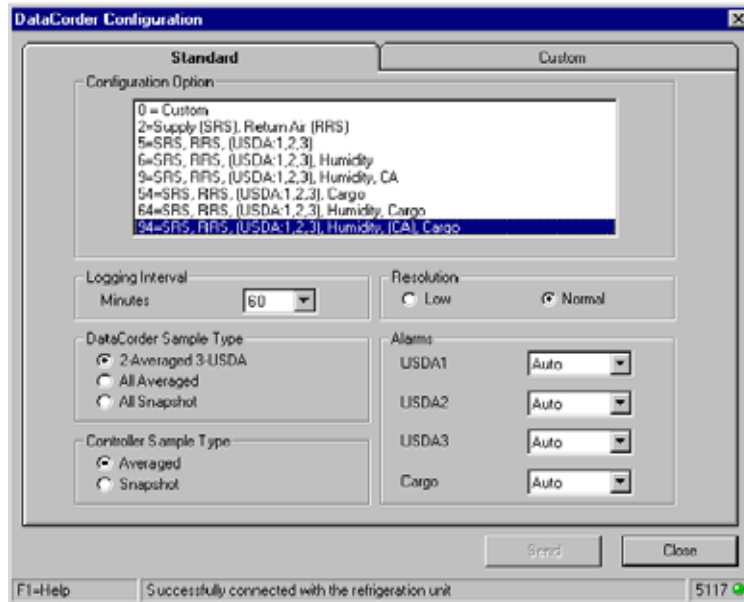 DataCorder Configuration
Standard
Custom
Configuration Option
0 = Custom
2=Supply (SRS), Return Air (RRS)
5=SRS, RRS, (USDA:1,2,3)
6=SRS, RRS, (USDA:1,2,3), Humidity
9=SRS, RRS, (USDA:1,2,3), Humidity, CA
54=SRS, RRS, (USDA:1,2,3), Cargo
64=SRS, RRS, (USDA:1,2,3), Humidity, Cargo
94=SRS, RRS, (USDA:1,2,3), Humidity, (CA), Cargo
Logging Interval
Minutes 60
Resolution
Low Normal
DataCorder Sample Type
2-Averaged 3-USDA
All Averaged
All Snapshot
Controller Sample Type
Averaged
Snapshot
Alarms
USDA1 Auto
USDA2 Auto
USDA3 Auto
Cargo Auto
Send Close
F1=Help Successfully connected with the refrigeration unit 5117